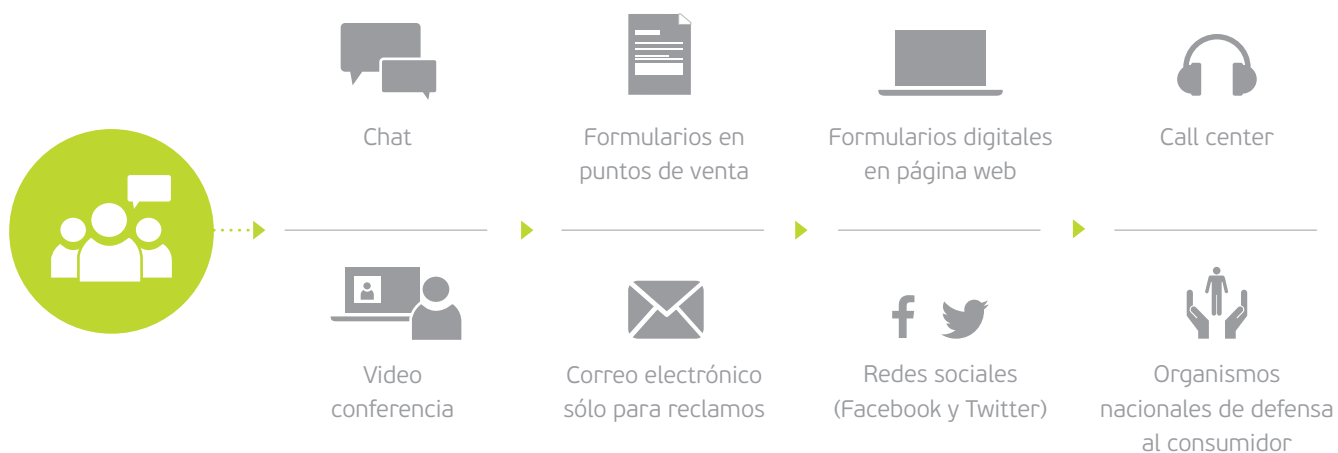 Chat
Formularios en
puntos de venta
Formularios digitales
en página web
Call center
Video
conferencia
Correo electrónico
sólo para reclamos
Redes sociales
(Facebook y Twitter)
Organismos
nacionales de defensa
al consumidor